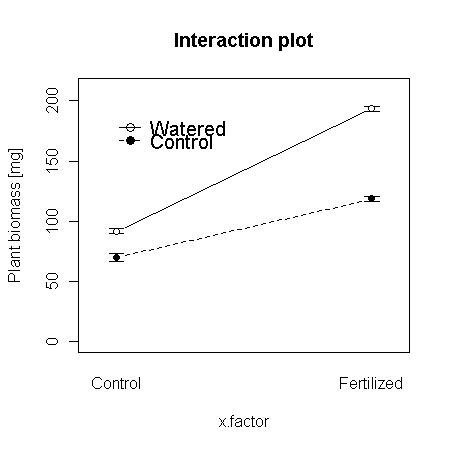 Interaction plot
Plant biomass [mg]
200
150
100
50
0
Watered
Control
Control
Fertilized
x.factor